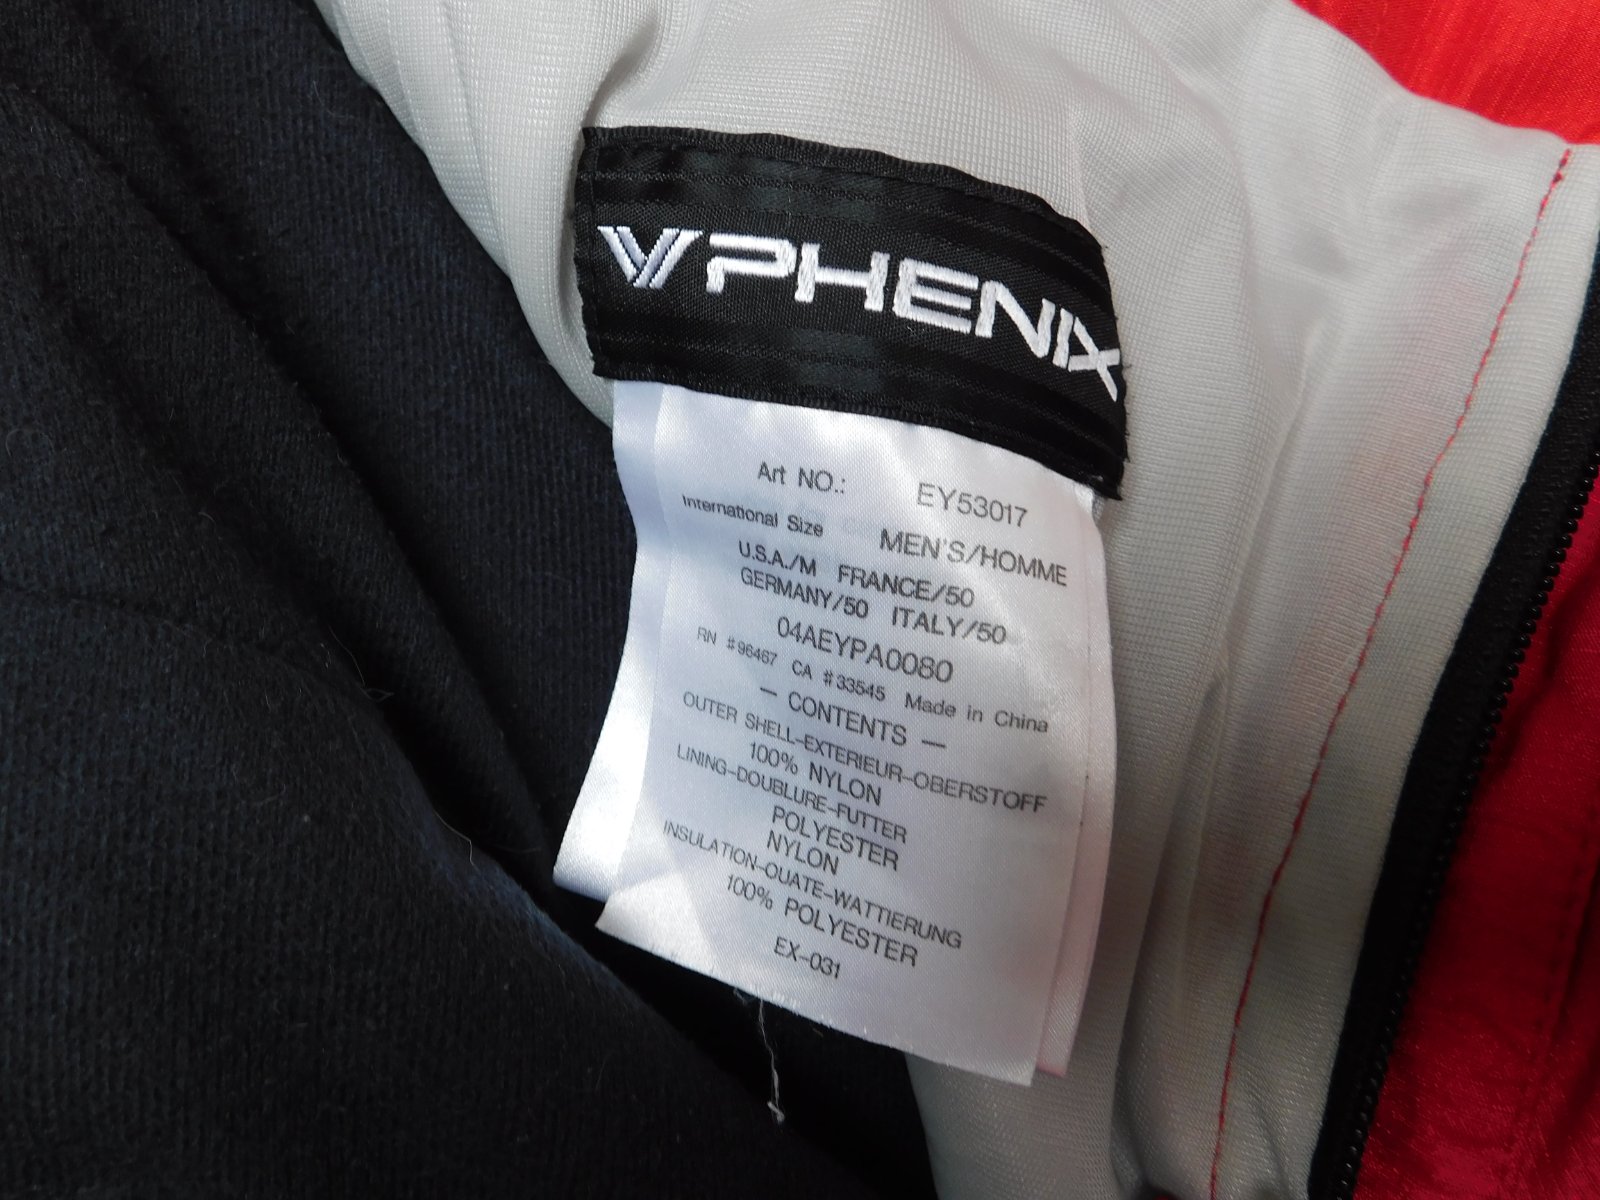 PHENIX
Art NO.: EY53017
International Size MEN'S/HOMME
U.S.A./M FRANCE/50
GERMANY/50 ITALY/50
04AEYPA0080
RN #96467 CA #33545 Made in China
— CONTENTS —
OUTER SHELL-EXTERIEUR-OBERSTOFF
100% NYLON
LINING-DOUBLURE-FUTTER
POLYESTER
NYLON
INSULATION-OUATE-WATTIERUNG
100% POLYESTER
EX-031